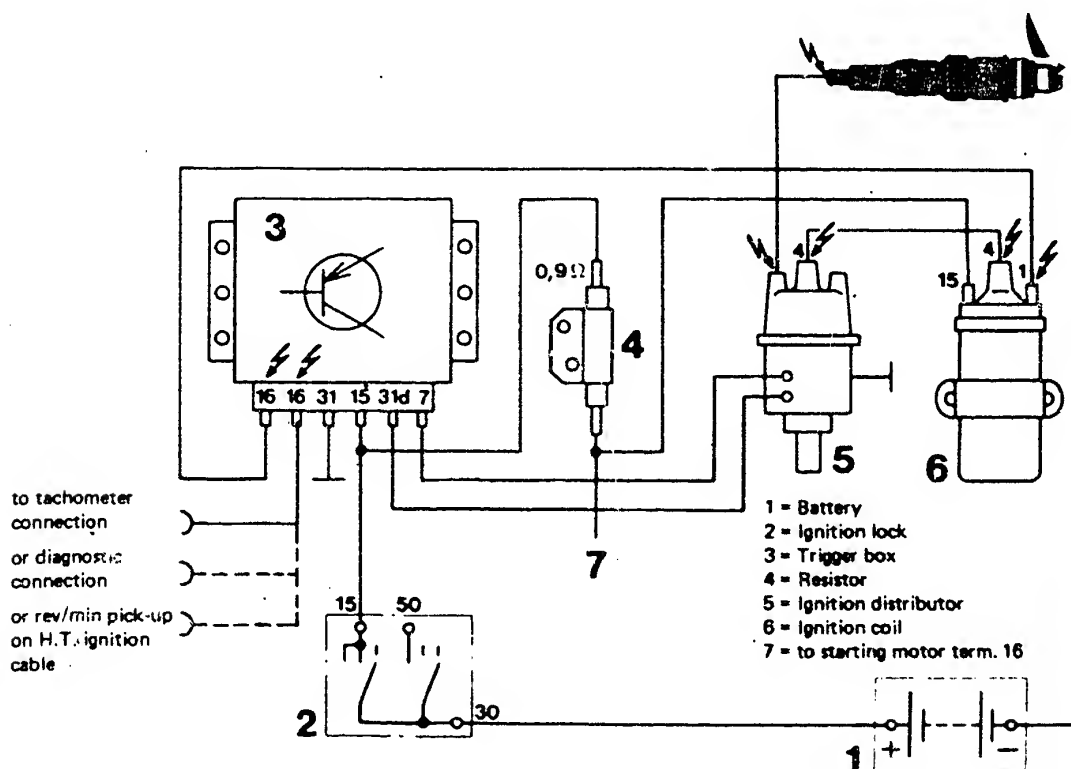 3
0,9Ω
4
4
4
15
1
16 16 31 15 31d 7
5
6
to tachometer
connection
or diagnostic
connection
or rev/min pick-up
on H.T. ignition
cable
7
1 = Battery
2 = Ignition lock
3 = Trigger box
4 = Resistor
5 = Ignition distributor
6 = Ignition coil
7 = to starting motor term. 16
15 50
2
30
1
+ −